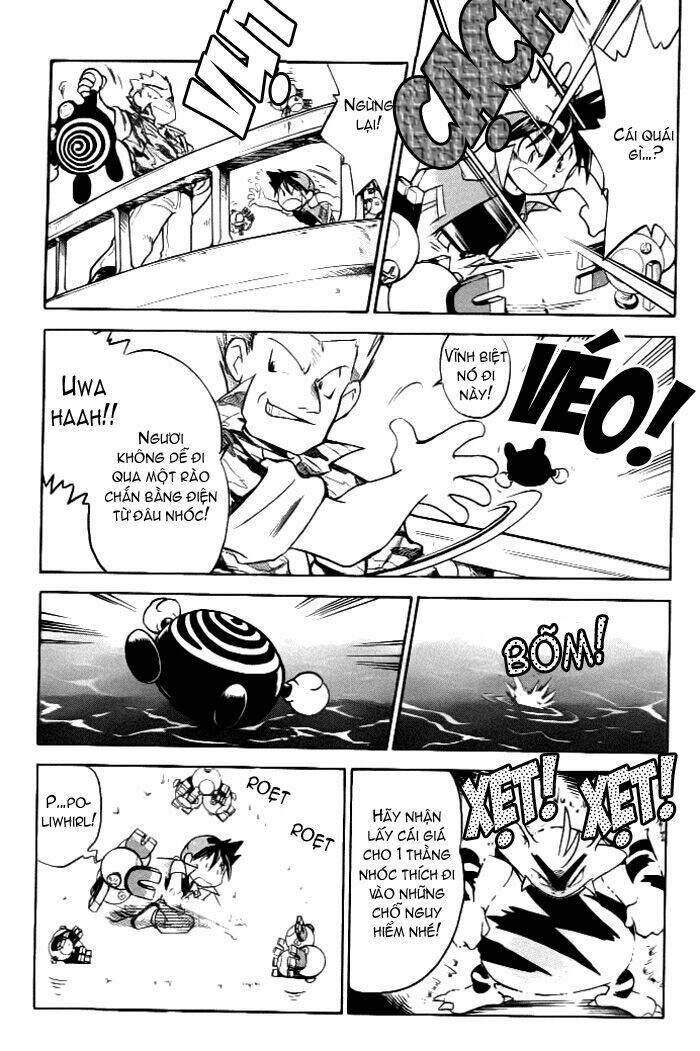 VỤT
NGỪNG
LẠI!
CẠCH
CÁI QUÁI
GÌ...?
UWA
HAAH!!
NGƯƠI
KHÔNG DỄ ĐI
QUA MỘT RÀO
CHẮN BẰNG ĐIỆN
TỪ ĐÂU NHÓC!
VĨNH BIỆT
NÓ ĐI
NÀY!
VÉO!
BÕM!
P...PO-
LIWHIRL!
ROẸT
ROẸT
HÃY NHẬN
LẤY CÁI GIÁ
CHO 1 THẰNG
NHÓC THÍCH ĐI
VÀO NHỮNG
CHỖ NGUY
HIỂM NHÉ!
XẸT! XẸT!